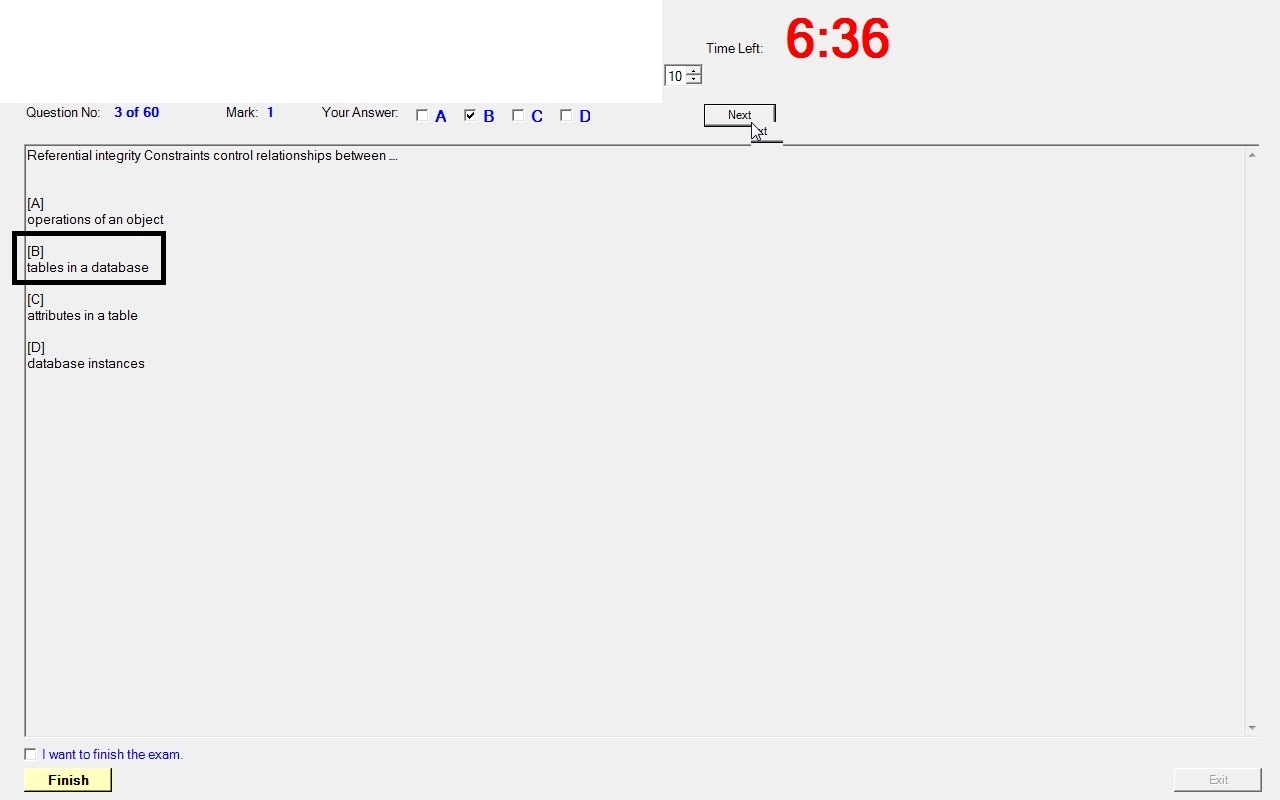 Time Left: 6:36
10
Question No: 3 of 60 Mark: 1 Your Answer: A B C D Next
xt
Referential integrity Constraints control relationships between ...
[A]
operations of an object
[B]
tables in a database
[C]
attributes in a table
[D]
database instances
I want to finish the exam.
Finish Exit